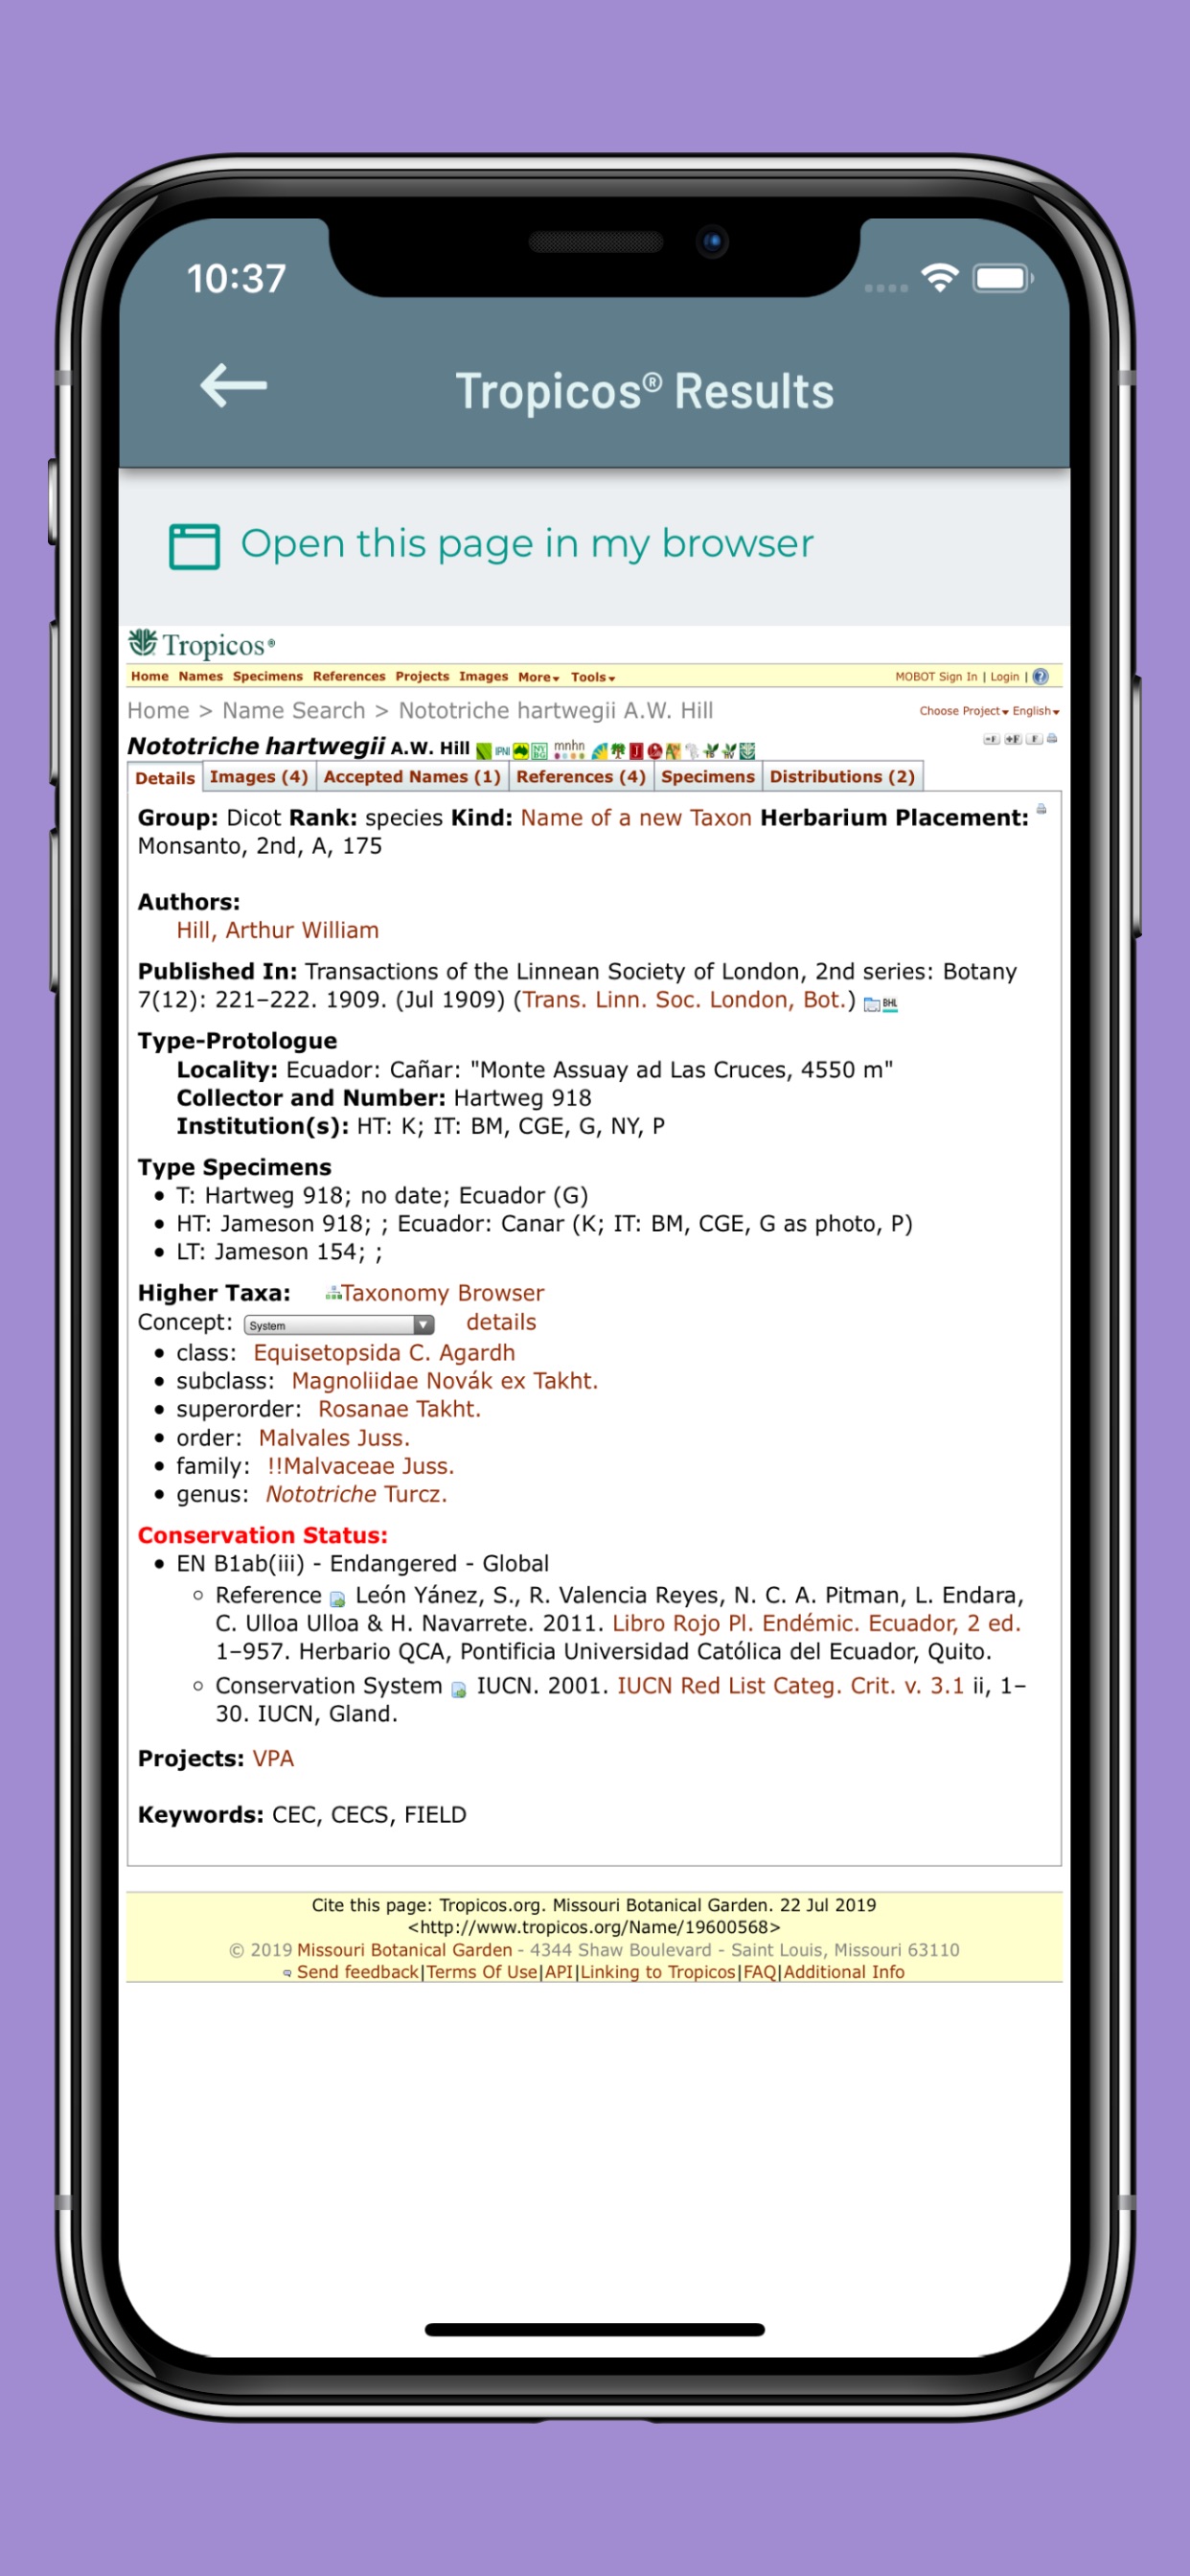 10:37
Tropicos® Results
Open this page in my browser
Tropicos®
Home Names Specimens References Projects Images More Tools MOBOT Sign In | Login | ?
Home > Name Search > Nototriche hartwegii A.W. Hill Choose Project English
Nototriche hartwegii A.W. Hill IPNI NYBG mnhn
-F +F F
Details Images (4) Accepted Names (1) References (4) Specimens Distributions (2)
Group: Dicot Rank: species Kind: Name of a new Taxon Herbarium Placement:
Monsanto, 2nd, A, 175
Authors:
Hill, Arthur William
Published In: Transactions of the Linnean Society of London, 2nd series: Botany
7(12): 221–222. 1909. (Jul 1909) (Trans. Linn. Soc. London, Bot.) BHL
Type-Protologue
Locality: Ecuador: Cañar: "Monte Assuay ad Las Cruces, 4550 m"
Collector and Number: Hartweg 918
Institution(s): HT: K; IT: BM, CGE, G, NY, P
Type Specimens
• T: Hartweg 918; no date; Ecuador (G)
• HT: Jameson 918; ; Ecuador: Canar (K; IT: BM, CGE, G as photo, P)
• LT: Jameson 154; ;
Higher Taxa: Taxonomy Browser
Concept: System details
• class: Equisetopsida C. Agardh
• subclass: Magnoliidae Novák ex Takht.
• superorder: Rosanae Takht.
• order: Malvales Juss.
• family: !!Malvaceae Juss.
• genus: Nototriche Turcz.
Conservation Status:
• EN B1ab(iii) - Endangered - Global
○ Reference León Yánez, S., R. Valencia Reyes, N. C. A. Pitman, L. Endara,
C. Ulloa Ulloa & H. Navarrete. 2011. Libro Rojo Pl. Endémic. Ecuador, 2 ed.
1–957. Herbario QCA, Pontificia Universidad Católica del Ecuador, Quito.
○ Conservation System IUCN. 2001. IUCN Red List Categ. Crit. v. 3.1 ii, 1–
30. IUCN, Gland.
Projects: VPA
Keywords: CEC, CECS, FIELD
Cite this page: Tropicos.org. Missouri Botanical Garden. 22 Jul 2019
<http://www.tropicos.org/Name/19600568>
© 2019 Missouri Botanical Garden - 4344 Shaw Boulevard - Saint Louis, Missouri 63110
Send feedback|Terms Of Use|API|Linking to Tropicos|FAQ|Additional Info